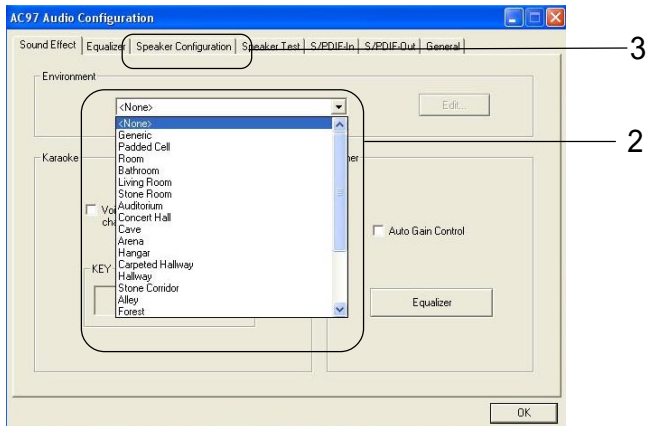 AC97 Audio Configuration
Sound Effect Equalizer Speaker Configuration Speaker Test S/PDIF-In S/PDIF-Out General
3
Environment
<None>
Edit...
2
<None>
Generic
Padded Cell
Room
Bathroom
Living Room
Stone Room
Auditorium
Concert Hall
Cave
Arena
Hangar
Carpeted Hallway
Hallway
Stone Corridor
Alley
Forest
Karaoke
KEY
Auto Gain Control
Equalizer
OK